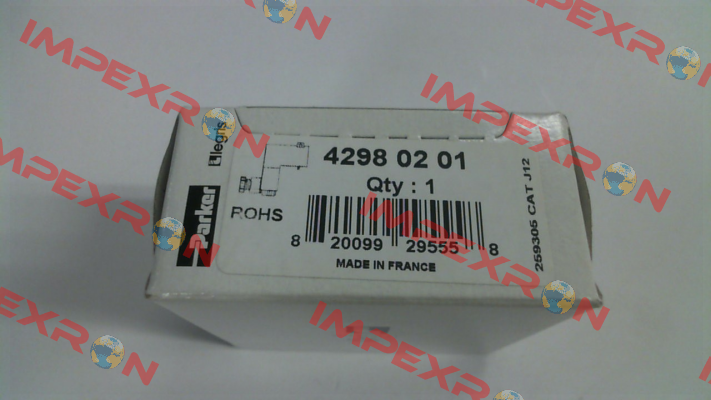 Parker
legris
4298 02 01
Qty : 1
ROHS
8 20099 29555 8
MADE IN FRANCE
259305 CAT J12
IMPEXRON
IMPEXRON
IMPEXRON
IMPEXRON
IMPEXRON
IMPEXRON